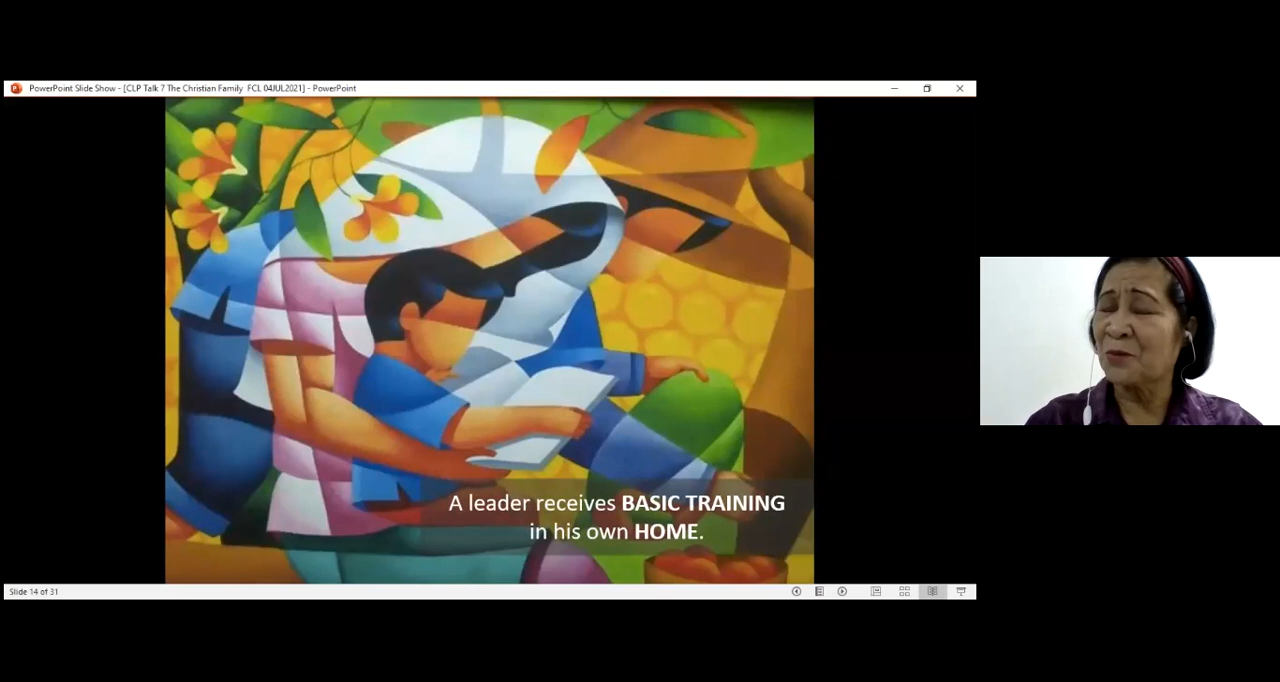 PowerPoint Slide Show - [CLP Talk 7 The Christian Family FCL 04JUL2021] - PowerPoint
A leader receives BASIC TRAINING
in his own HOME.
Slide 14 of 31